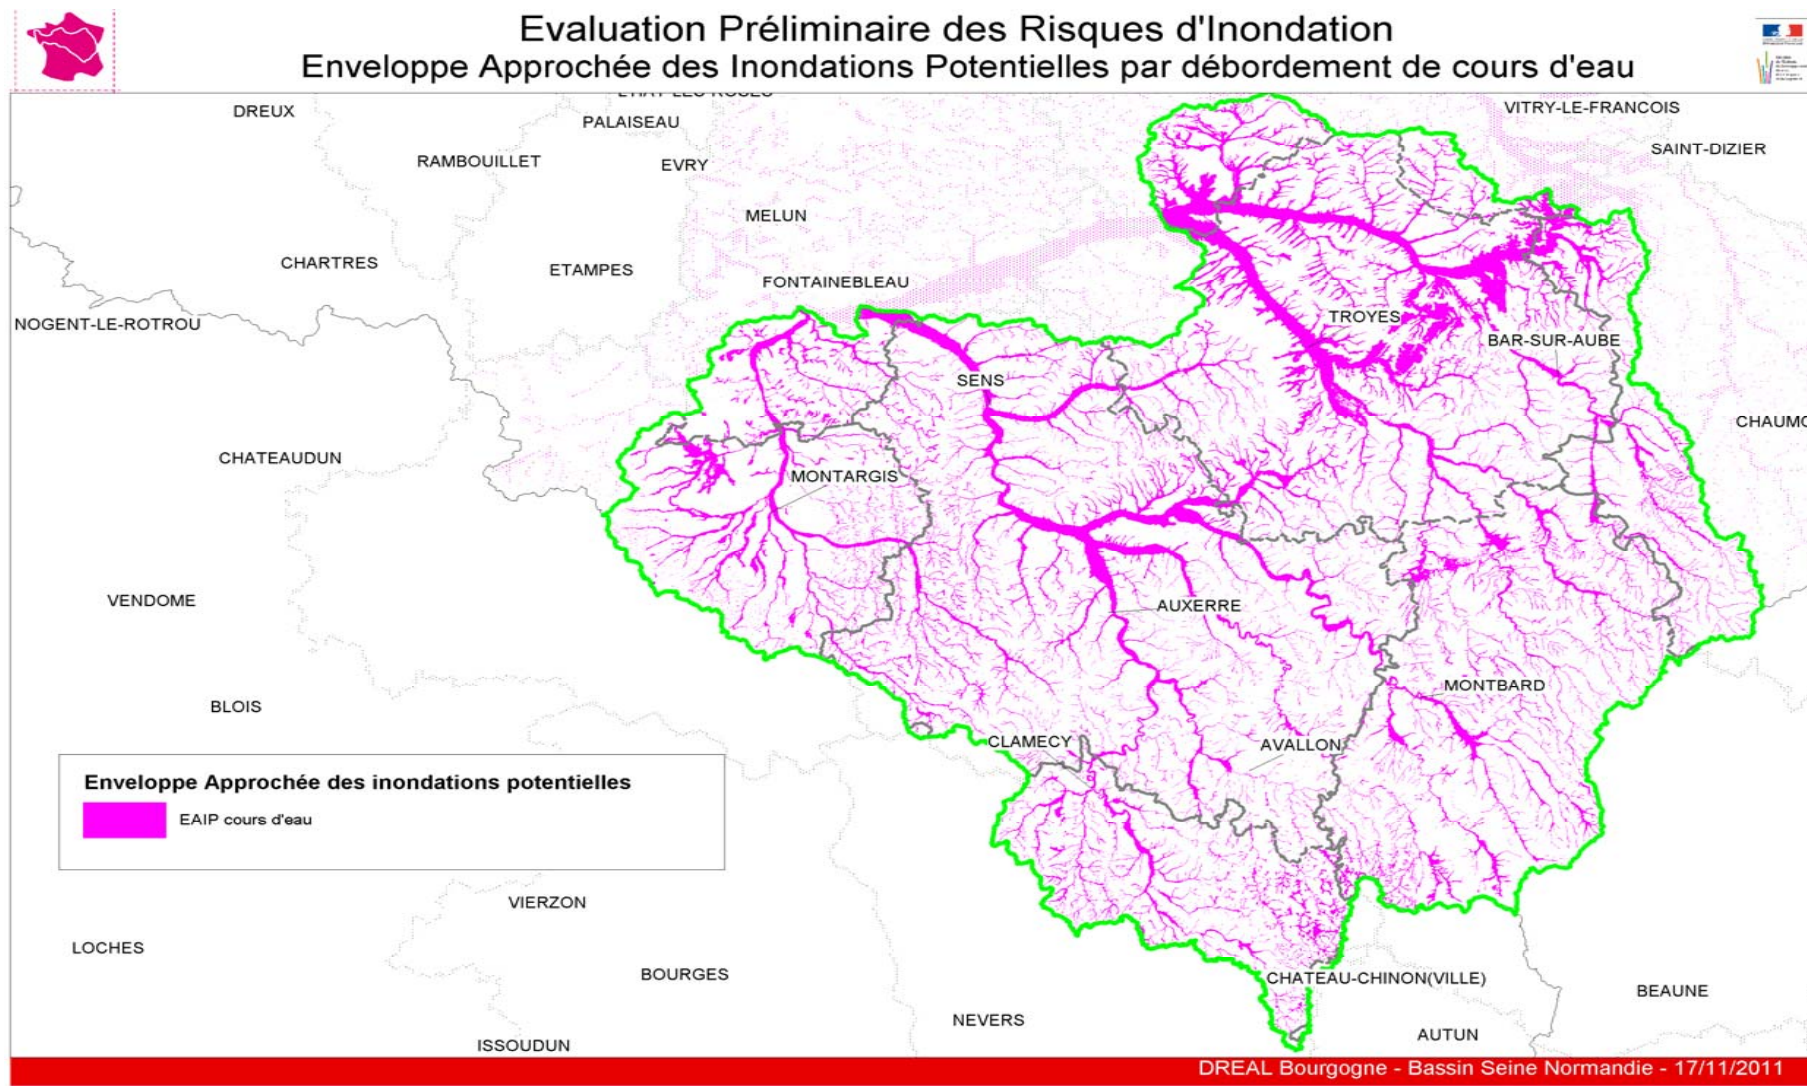 Evaluation Préliminaire des Risques d'Inondation
Enveloppe Approchée des Inondations Potentielles par débordement de cours d'eau
DREUX
PALAISEAU
VITRY-LE-FRANCOIS
RAMBOUILLET
EVRY
SAINT-DIZIER
MELUN
CHARTRES
ETAMPES
FONTAINEBLEAU
NOGENT-LE-ROTROU
TROYES
BAR-SUR-AUBE
SENS
CHAUMO
CHATEAUDUN
MONTARGIS
VENDOME
AUXERRE
MONTBARD
BLOIS
CLAMECY
AVALLON
Enveloppe Approchée des inondations potentielles
EAIP cours d'eau
VIERZON
LOCHES
BOURGES
CHATEAU-CHINON(VILLE)
BEAUNE
NEVERS
AUTUN
ISSOUDUN
DREAL Bourgogne - Bassin Seine Normandie - 17/11/2011